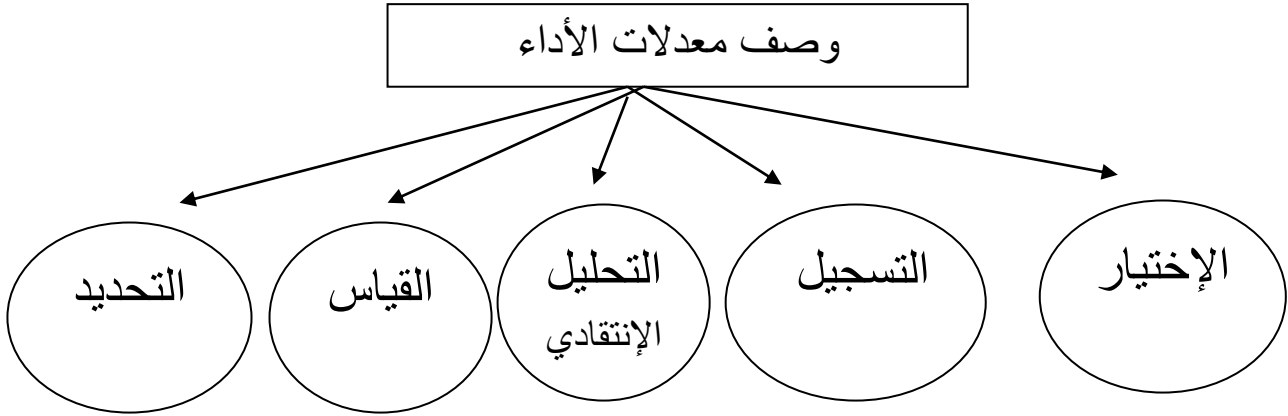 وصف معدلات الأداء
الإختيار
التسجيل
التحليل
الإنتقادي
القياس
التحديد